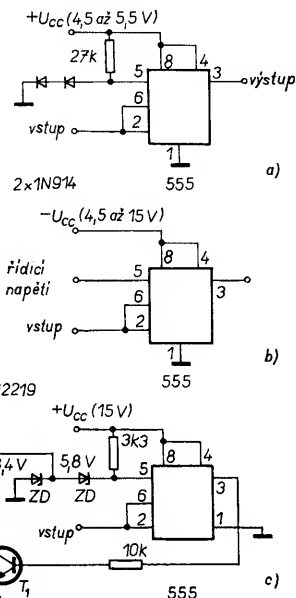 +Ucc (4,5 až 5,5 V)
27k
8
4
5
3
výstup
6
vstup
2
1
a)
2x1N914
555
−Ucc (4,5 až 15 V)
8
4
řídicí
napětí
5
3
6
vstup
2
1
b)
555
2219
+Ucc (15 V)
3k3
8
4
,4 V
5,8 V
5
3
ZD
ZD
6
vstup
2
1
10k
T1
555
c)